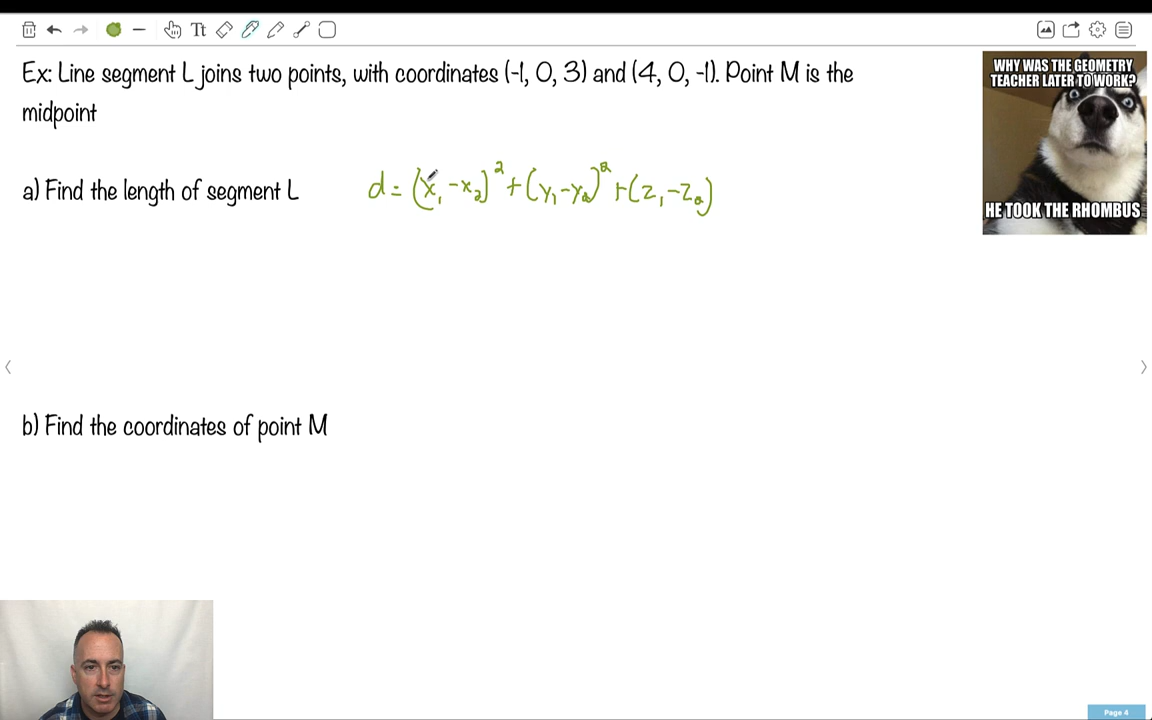 Tt
Ex: Line segment L joins two points, with coordinates (-1, 0, 3) and (4, 0, -1). Point M is the
midpoint
WHY WAS THE GEOMETRY
TEACHER LATER TO WORK?
HE TOOK THE RHOMBUS
a) Find the length of segment L
d = (x₁-x₂)² + (y₁-y₂)² + (z₁-z₂)
b) Find the coordinates of point M
Page 4